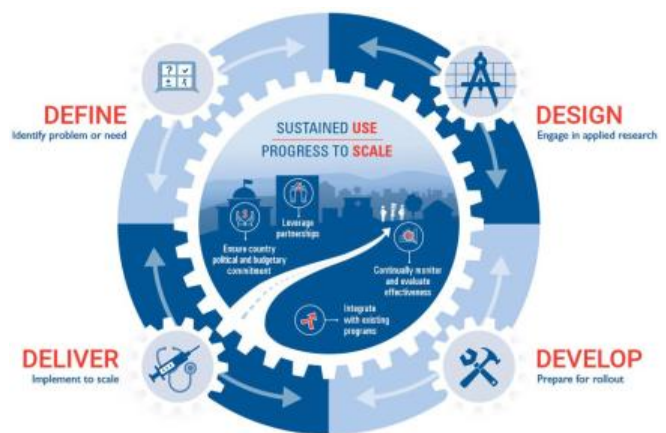 DEFINE
Identify problem or need
DESIGN
Engage in applied research
SUSTAINED USE
PROGRESS TO SCALE
Leverage
partnerships
Ensure country
political and budgetary
commitment
Continually monitor
and evaluate
effectiveness
Integrate
with existing
programs
DELIVER
Implement to scale
DEVELOP
Prepare for rollout